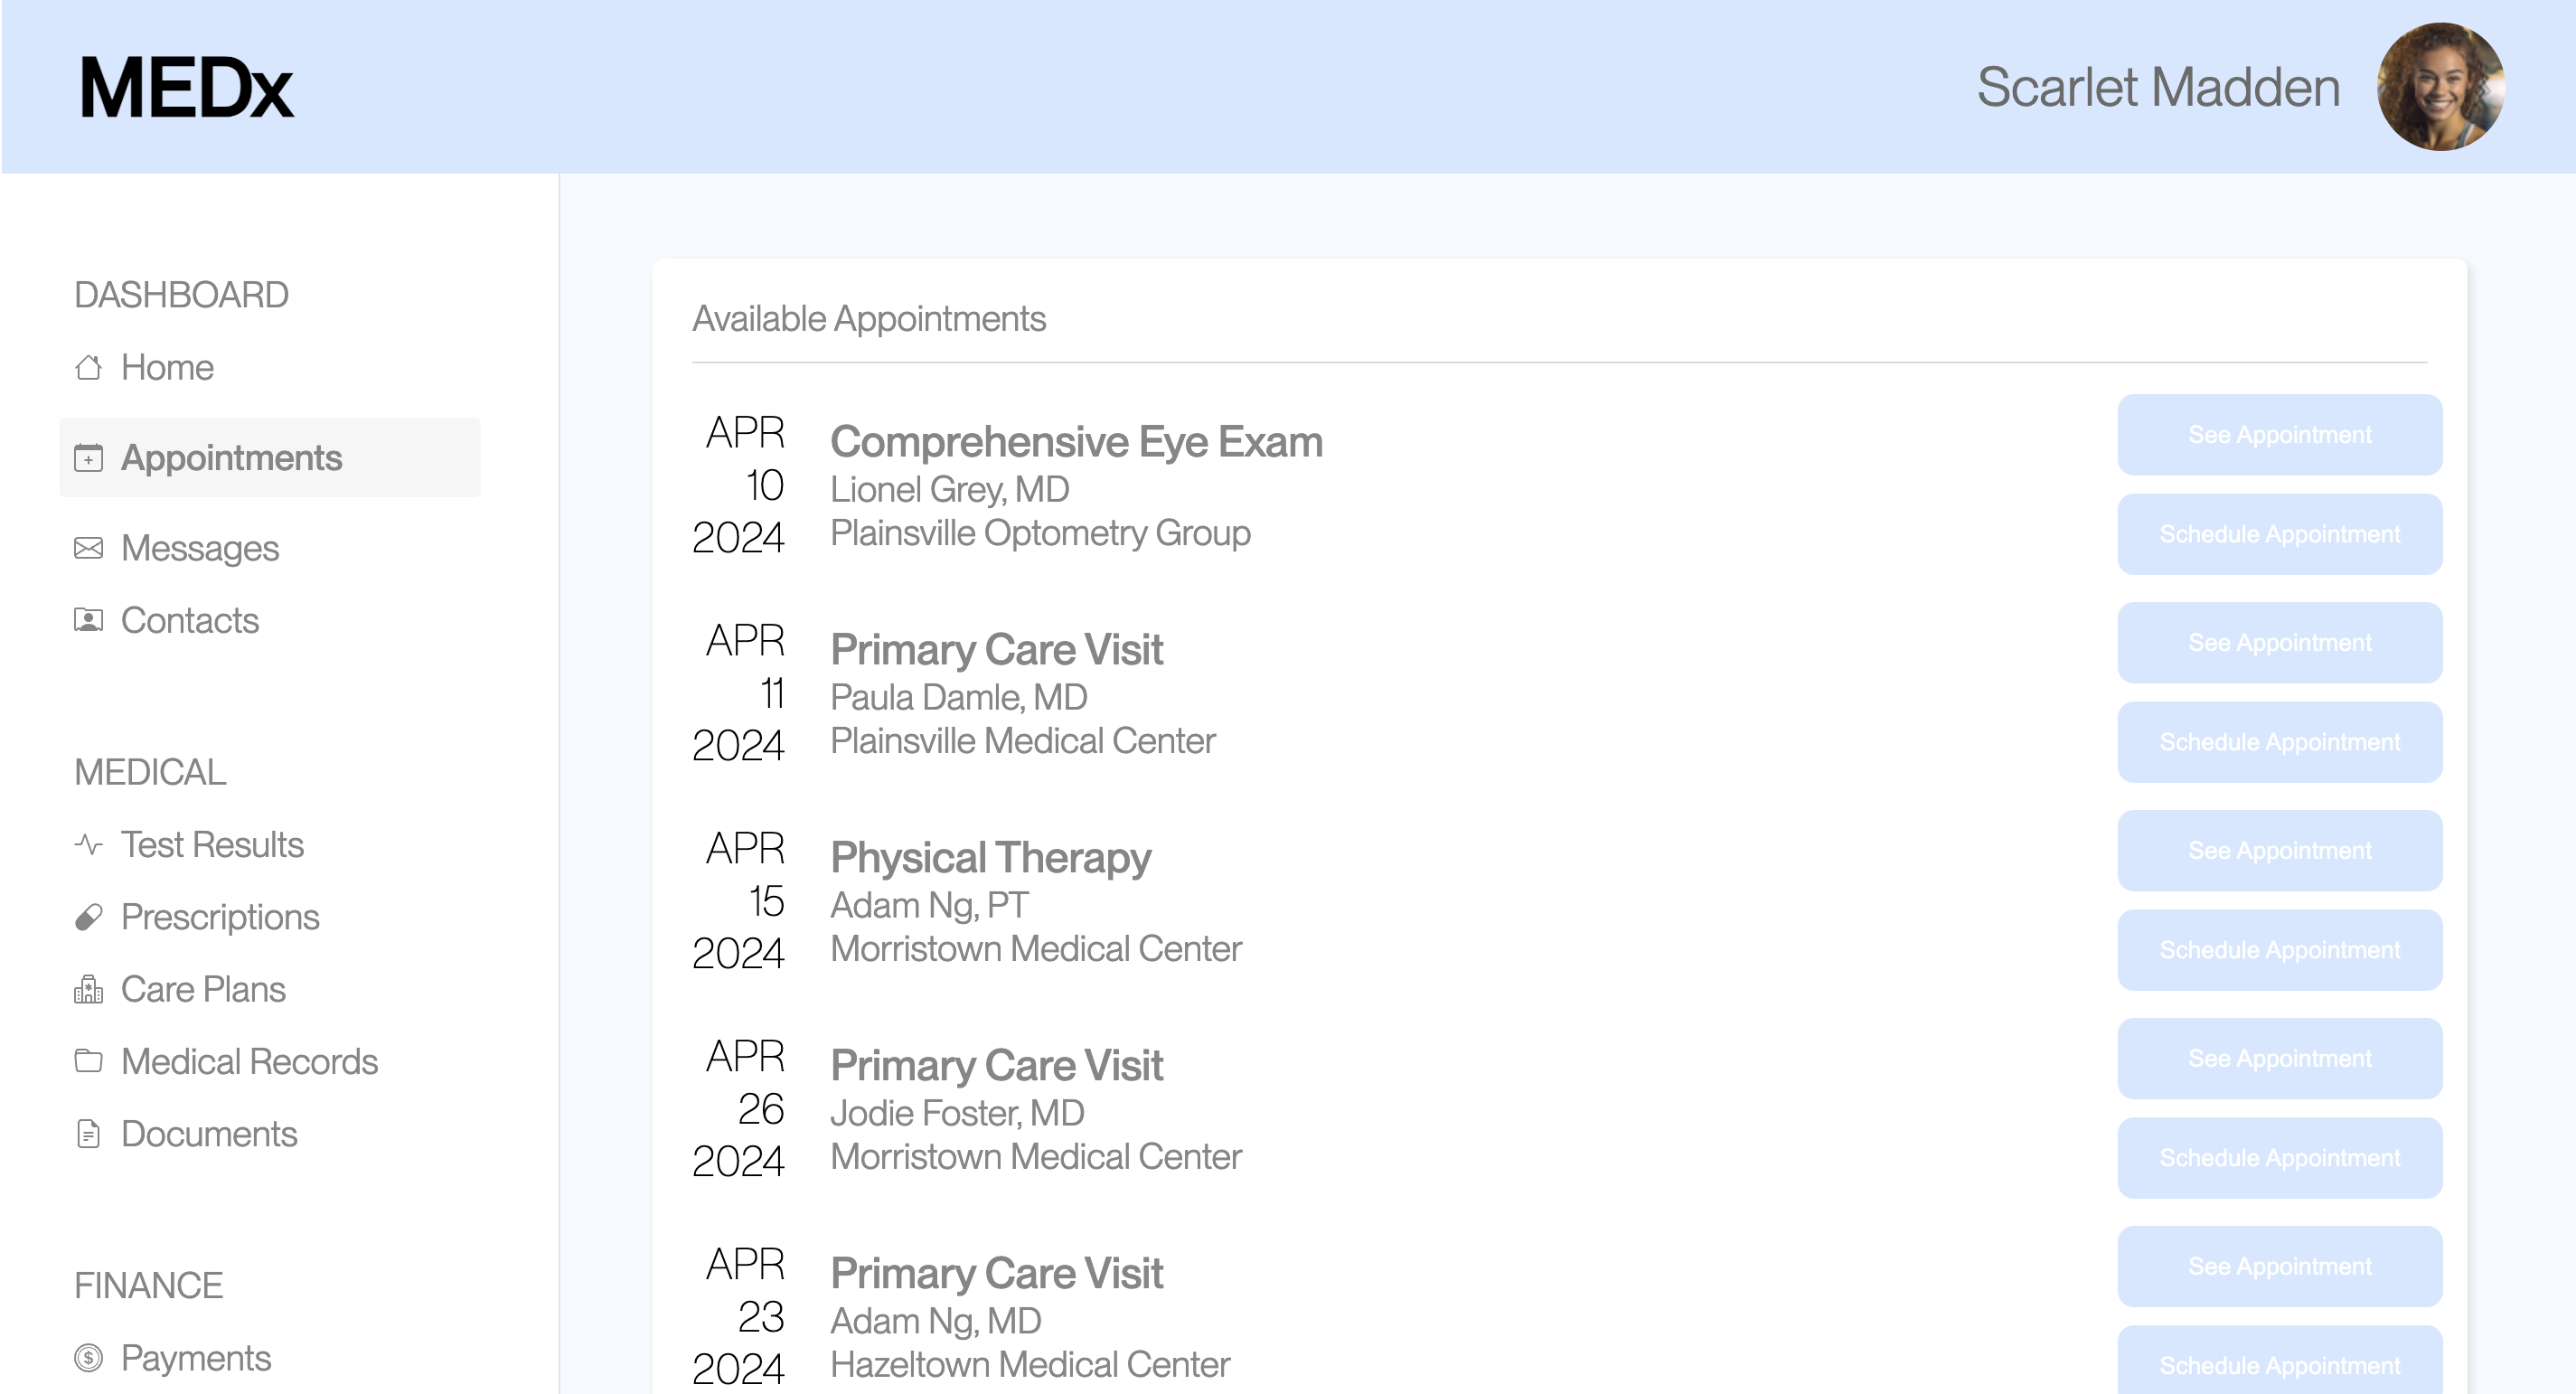 MEDx
Scarlet Madden
DASHBOARD
Home
Appointments
Messages
Contacts
MEDICAL
Test Results
Prescriptions
Care Plans
Medical Records
Documents
FINANCE
Payments
Available Appointments
APR
10
2024
Comprehensive Eye Exam
Lionel Grey, MD
Plainsville Optometry Group
See Appointment
Schedule Appointment
APR
11
2024
Primary Care Visit
Paula Damle, MD
Plainsville Medical Center
See Appointment
Schedule Appointment
APR
15
2024
Physical Therapy
Adam Ng, PT
Morristown Medical Center
See Appointment
Schedule Appointment
APR
26
2024
Primary Care Visit
Jodie Foster, MD
Morristown Medical Center
See Appointment
Schedule Appointment
APR
23
2024
Primary Care Visit
Adam Ng, MD
Hazeltown Medical Center
See Appointment
Schedule Appointment